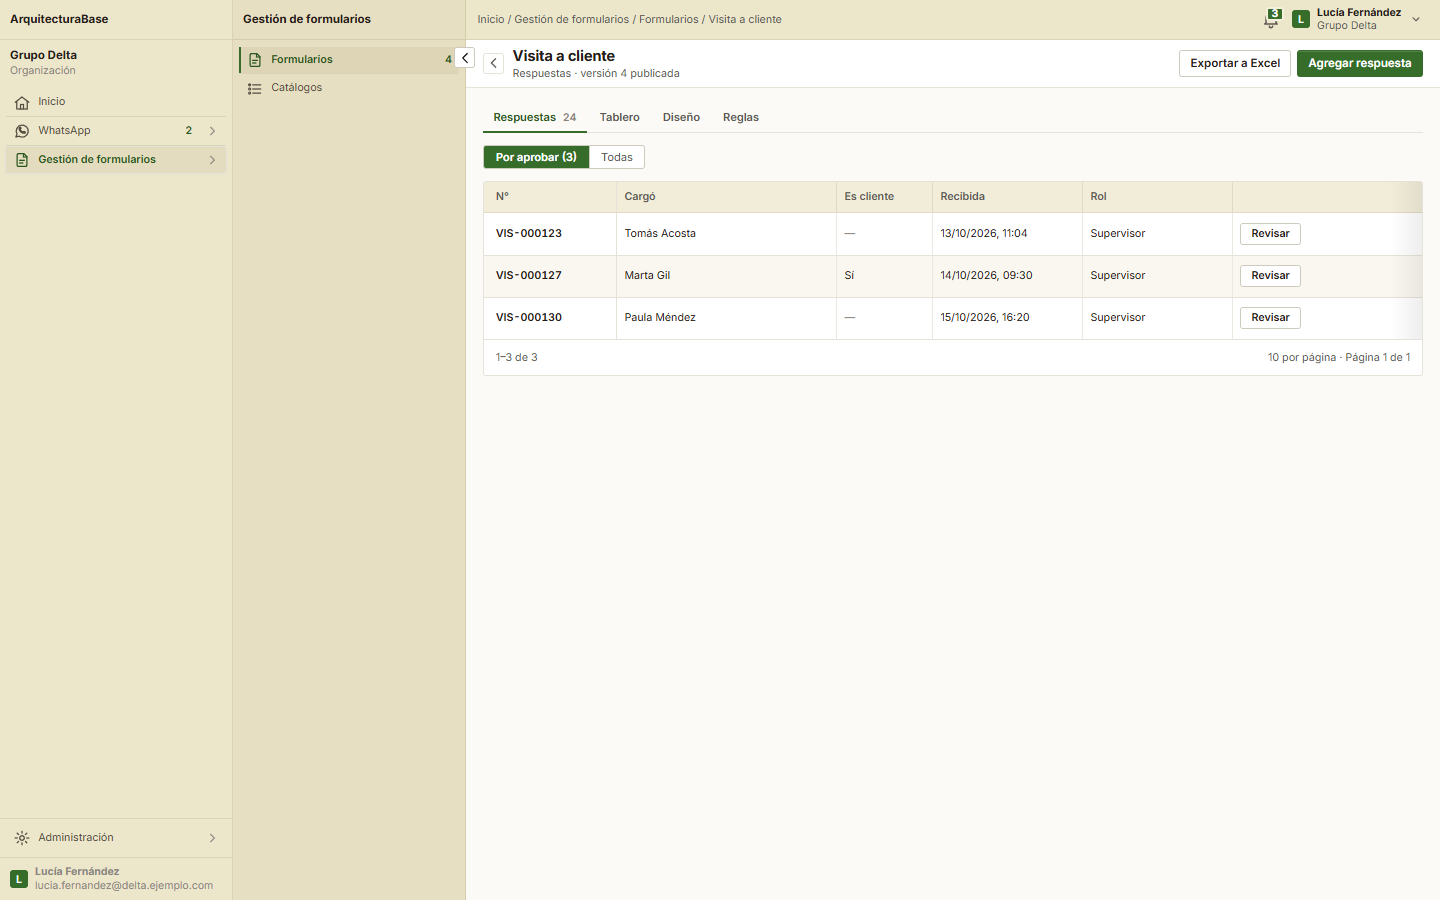 ArquitecturaBase
Grupo Delta
Organización
Inicio
WhatsApp 2
Gestión de formularios
Administración
L Lucía Fernández
lucia.fernandez@delta.ejemplo.com
Gestión de formularios
Formularios 4
Catálogos
Inicio / Gestión de formularios / Formularios / Visita a cliente
3 L Lucía Fernández
Grupo Delta
Visita a cliente
Respuestas · versión 4 publicada
Exportar a Excel Agregar respuesta
Respuestas 24 Tablero Diseño Reglas
Por aprobar (3) Todas
N° Cargó Es cliente Recibida Rol
VIS-000123 Tomás Acosta — 13/10/2026, 11:04 Supervisor Revisar
VIS-000127 Marta Gil Sí 14/10/2026, 09:30 Supervisor Revisar
VIS-000130 Paula Méndez — 15/10/2026, 16:20 Supervisor Revisar
1–3 de 3 10 por página · Página 1 de 1